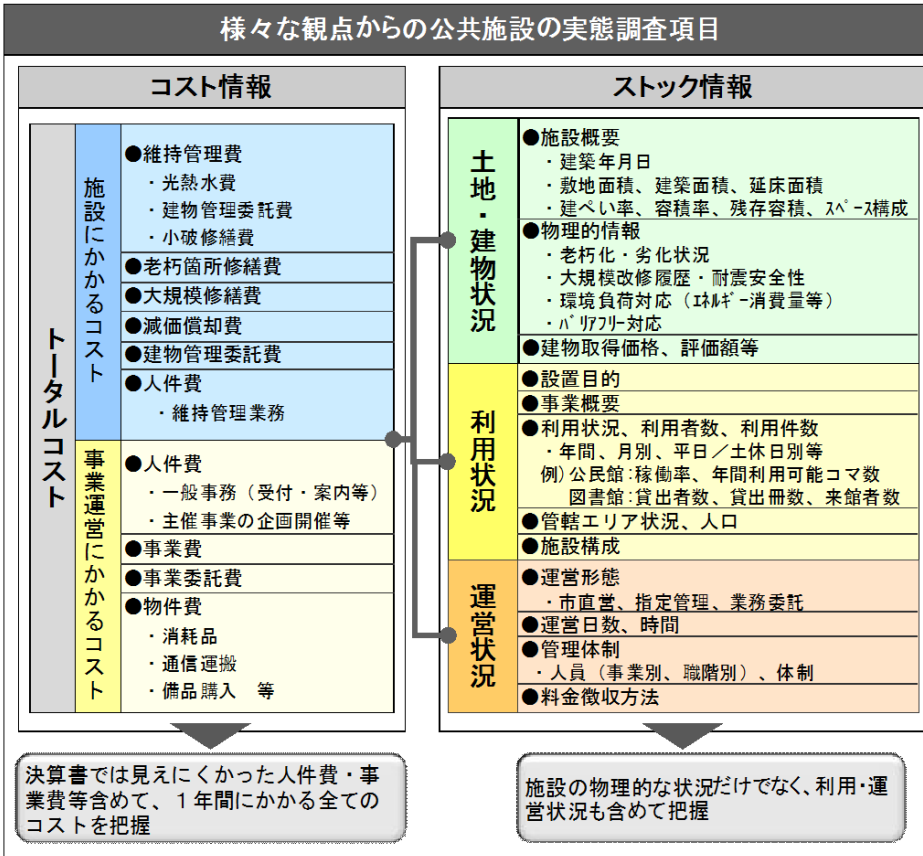 様々な観点からの公共施設の実態調査項目
コスト情報
トータルコスト
施設にかかるコスト
●維持管理費
・光熱水費
・建物管理委託費
・小破修繕費
●老朽箇所修繕費
●大規模修繕費
●減価償却費
●建物管理委託費
●人件費
・維持管理業務
事業運営にかかるコスト
●人件費
・一般事務（受付・案内等）
・主催事業の企画開催等
●事業費
●事業委託費
●物件費
・消耗品
・通信運搬
・備品購入　等
決算書では見えにくかった人件費・事
業費等含めて、１年間にかかる全ての
コストを把握
ストック情報
土地・建物状況
●施設概要
・建築年月日
・敷地面積、建築面積、延床面積
・建ぺい率、容積率、残存容積、ｽﾍﾟｰｽ構成
●物理的情報
・老朽化・劣化状況
・大規模改修履歴・耐震安全性
・環境負荷対応（ｴﾈﾙｷﾞｰ消費量等）
・ﾊﾞﾘｱﾌﾘｰ対応
●建物取得価格、評価額等
利用状況
●設置目的
●事業概要
●利用状況、利用者数、利用件数
・年間、月別、平日／土休日別等
例）公民館：稼働率、年間利用可能コマ数
図書館：貸出者数、貸出冊数、来館者数
●管轄エリア状況、人口
●施設構成
運営状況
●運営形態
・市直営、指定管理、業務委託
●運営日数、時間
●管理体制
・人員（事業別、職階別）、体制
●料金徴収方法
施設の物理的な状況だけでなく、利用・運
営状況も含めて把握